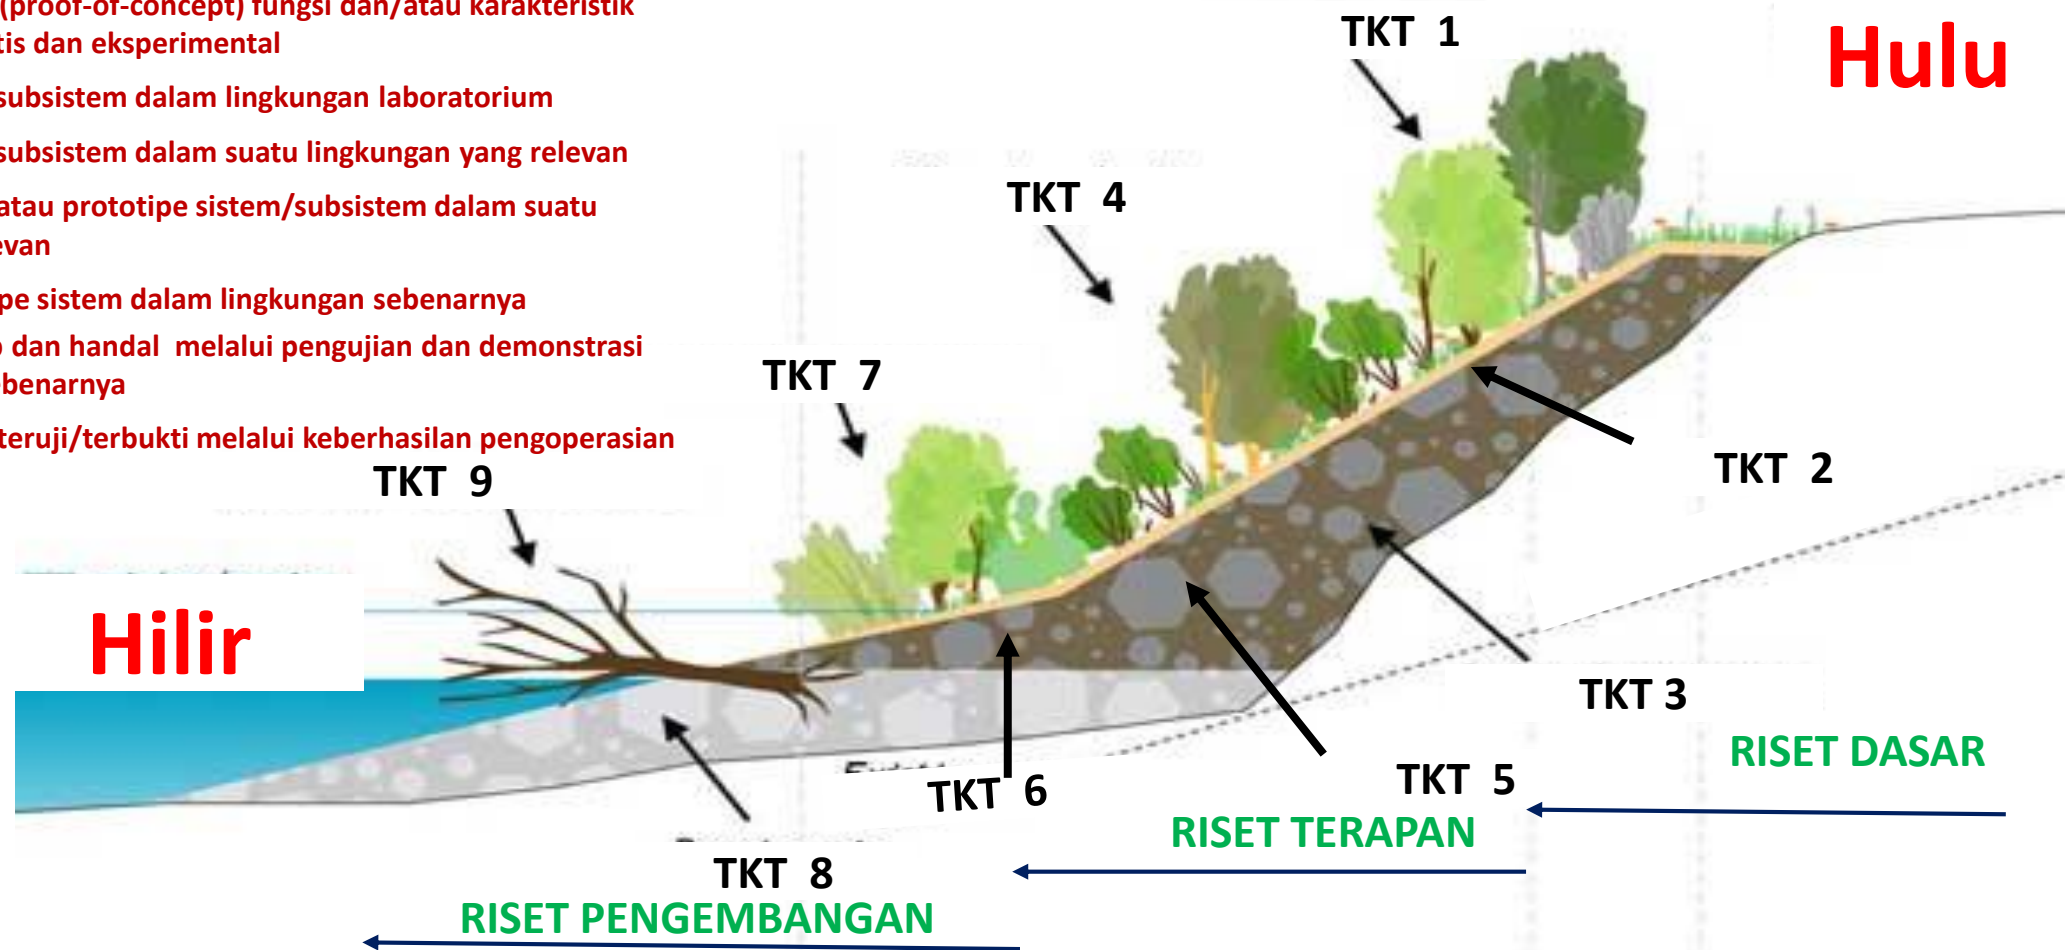 (proof-of-concept) fungsi dan/atau karakteristik
tis dan eksperimental
subsistem dalam lingkungan laboratorium
subsistem dalam suatu lingkungan yang relevan
atau prototipe sistem/subsistem dalam suatu
evan
pe sistem dalam lingkungan sebenarnya
dan handal melalui pengujian dan demonstrasi
ebenarnya
teruji/terbukti melalui keberhasilan pengoperasian
TKT 1
Hulu
TKT 4
TKT 7
TKT 2
TKT 9
Hilir
TKT 3
RISET DASAR
TKT 5
TKT 6
RISET TERAPAN
TKT 8
RISET PENGEMBANGAN